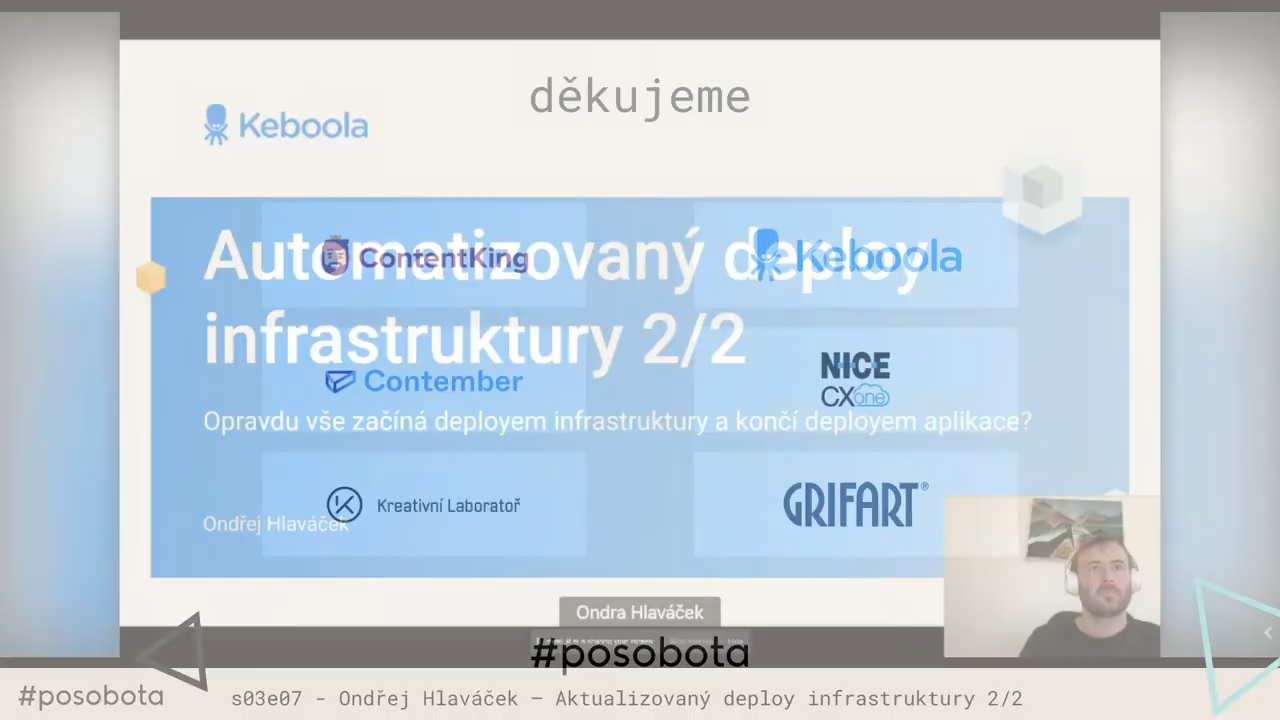 děkujeme
Keboola
Automatizovaný deploy
infrastruktury 2/2
ContentKing
Keboola
Contember
NICE
CXone
Opravdu vše začíná deployem infrastruktury a končí deployem aplikace?
Kreativní Laboratoř
GRIFART®
Ondřej Hlaváček
Ondra Hlaváček
#posobota
#posobota
s03e07 - Ondřej Hlaváček – Aktualizovaný deploy infrastruktury 2/2